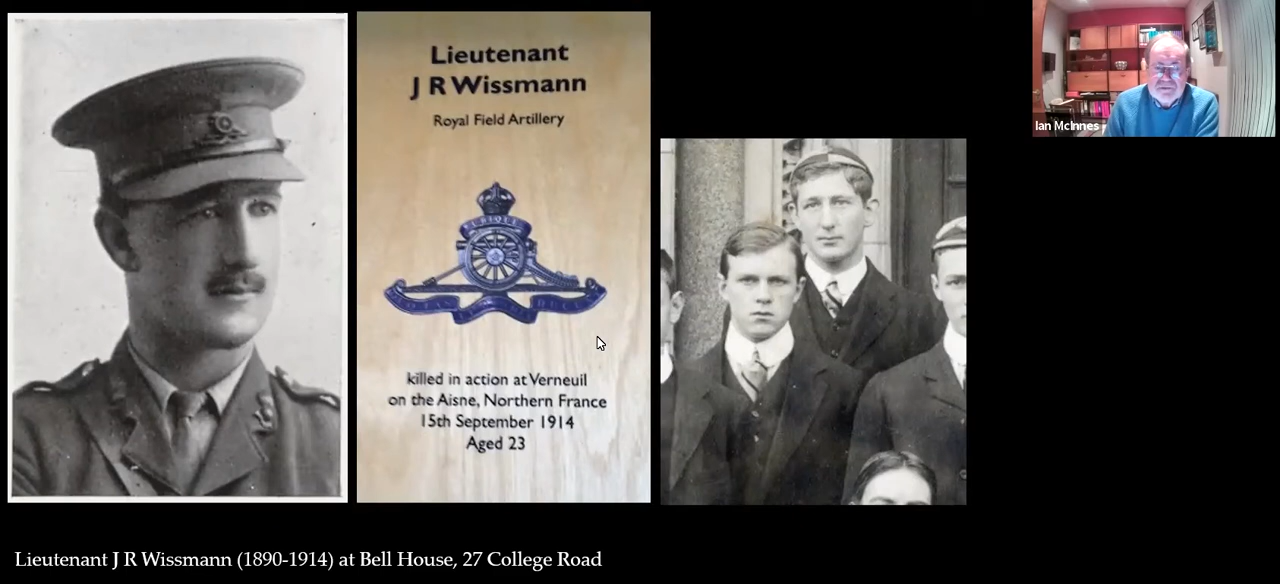 Lieutenant
J R Wissmann
Royal Field Artillery
UBIQUE
killed in action at Verneuil
on the Aisne, Northern France
15th September 1914
Aged 23
Ian McInnes
Lieutenant J R Wissmann (1890-1914) at Bell House, 27 College Road